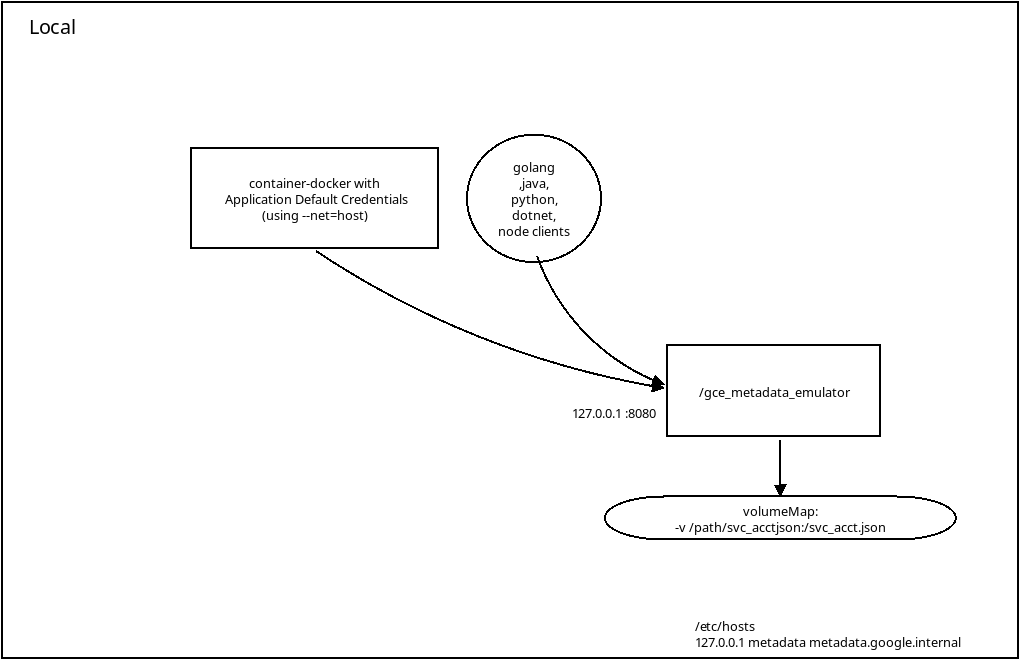 Local
container-docker with
Application Default Credentials
(using --net=host)
golang
,java,
python,
dotnet,
node clients
/gce_metadata_emulator
127.0.0.1 :8080
volumeMap:
-v /path/svc_acctjson:/svc_acct.json
/etc/hosts
127.0.0.1 metadata metadata.google.internal